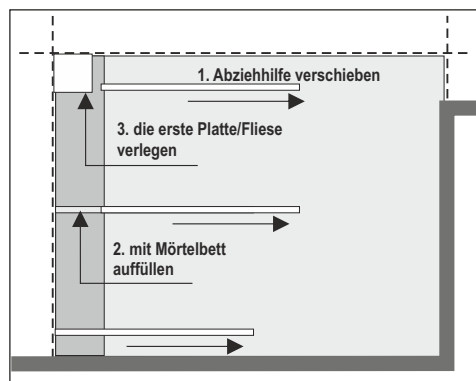 1. Abziehhilfe verschieben
3. die erste Platte/Fliese
verlegen
2. mit Mörtelbett
auffüllen